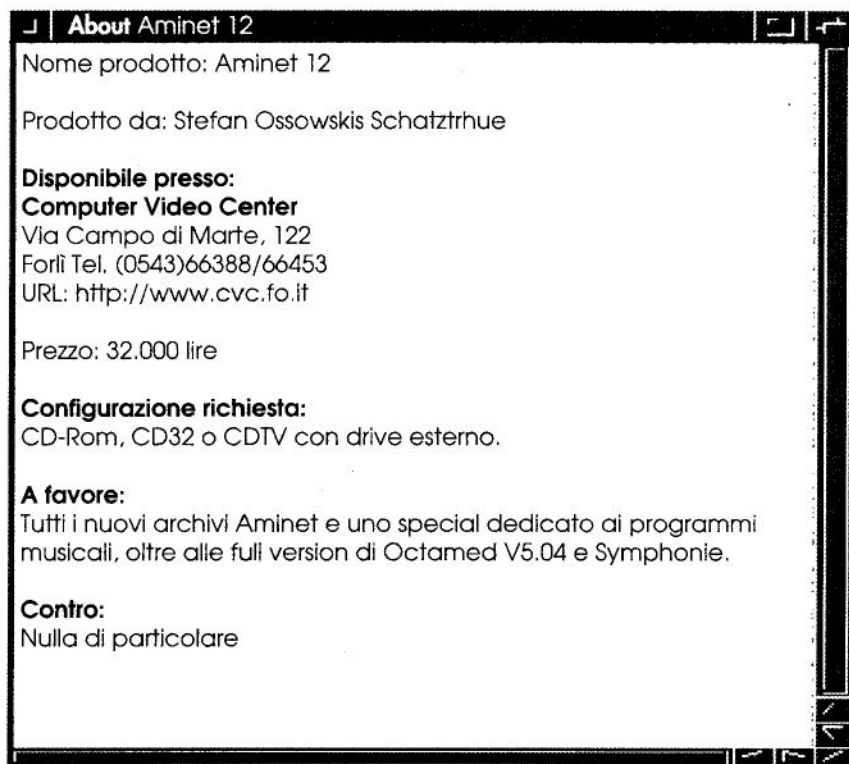 About Aminet 12
Nome prodotto: Aminet 12
Prodotto da: Stefan Ossowskis Schatztrhue
Disponibile presso:
Computer Video Center
Via Campo di Marte, 122
Forlì Tel. (0543)66388/66453
URL: http://www.cvc.fo.it
Prezzo: 32.000 lire
Configurazione richiesta:
CD-Rom, CD32 o CDTV con drive esterno.
A favore:
Tutti i nuovi archivi Aminet e uno special dedicato ai programmi
musicali, oltre alle full version di Octamed V5.04 e Symphonie.
Contro:
Nulla di particolare